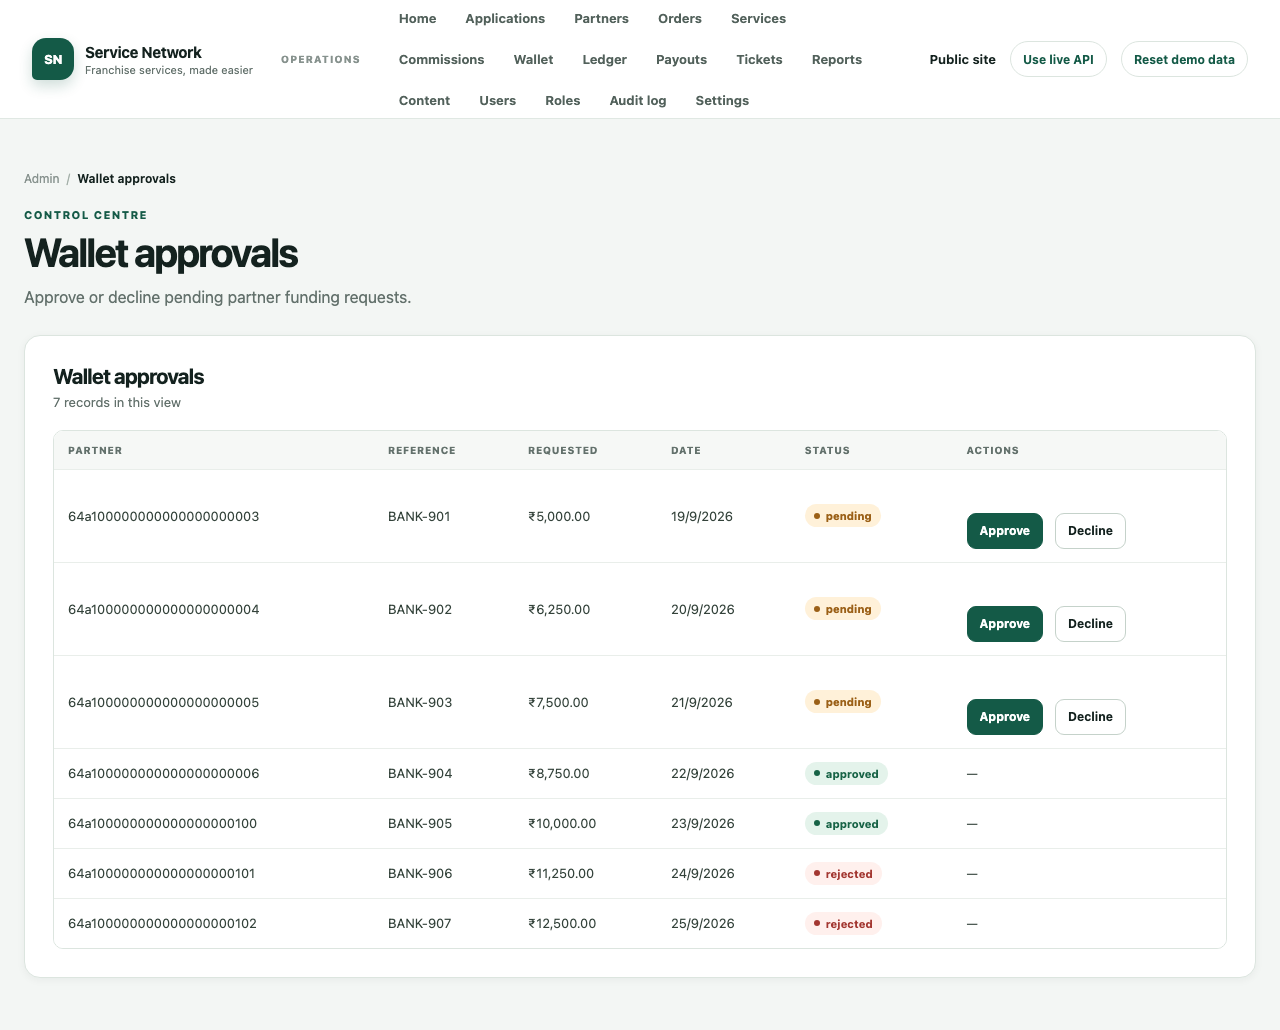 Home Applications Partners Orders Services
SN Service Network
Franchise services, made easier
OPERATIONS
Commissions Wallet Ledger Payouts Tickets Reports
Public site Use live API Reset demo data
Content Users Roles Audit log Settings
Admin / Wallet approvals
CONTROL CENTRE
Wallet approvals
Approve or decline pending partner funding requests.
Wallet approvals
7 records in this view
PARTNER REFERENCE REQUESTED DATE STATUS ACTIONS
64a100000000000000000003 BANK-901 ₹5,000.00 19/9/2026 pending Approve Decline
64a100000000000000000004 BANK-902 ₹6,250.00 20/9/2026 pending Approve Decline
64a100000000000000000005 BANK-903 ₹7,500.00 21/9/2026 pending Approve Decline
64a100000000000000000006 BANK-904 ₹8,750.00 22/9/2026 approved —
64a100000000000000000100 BANK-905 ₹10,000.00 23/9/2026 approved —
64a100000000000000000101 BANK-906 ₹11,250.00 24/9/2026 rejected —
64a100000000000000000102 BANK-907 ₹12,500.00 25/9/2026 rejected —